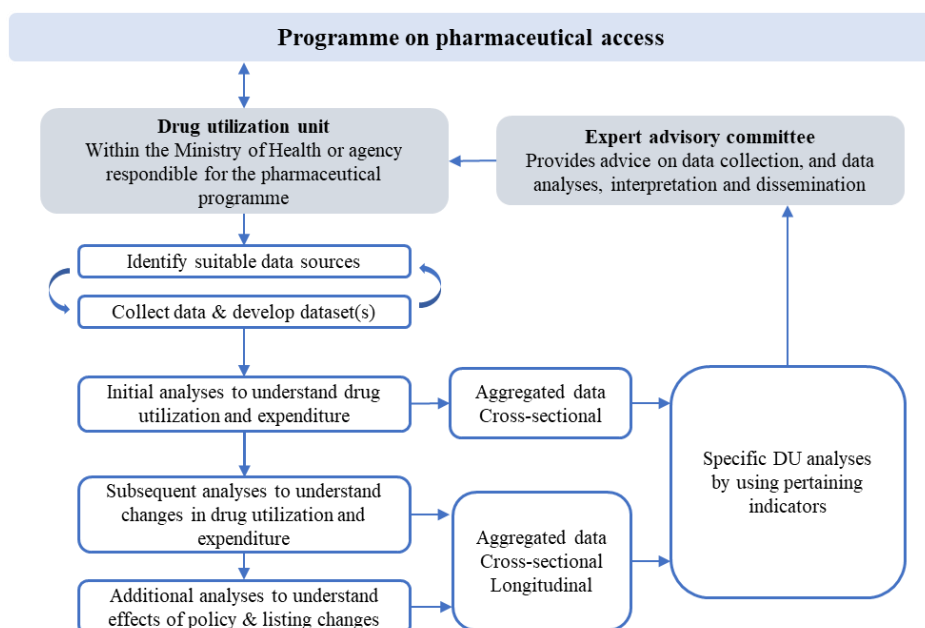 Programme on pharmaceutical access
Drug utilization unit
Within the Ministry of Health or agency
respondible for the pharmaceutical
programme
Expert advisory committee
Provides advice on data collection, and data
analyses, interpretation and dissemination
Identify suitable data sources
Collect data & develop dataset(s)
Initial analyses to understand drug
utilization and expenditure
Aggregated data
Cross-sectional
Specific DU analyses
by using pertaining
indicators
Subsequent analyses to understand
changes in drug utilization and
expenditure
Aggregated data
Cross-sectional
Longitudinal
Additional analyses to understand
effects of policy & listing changes